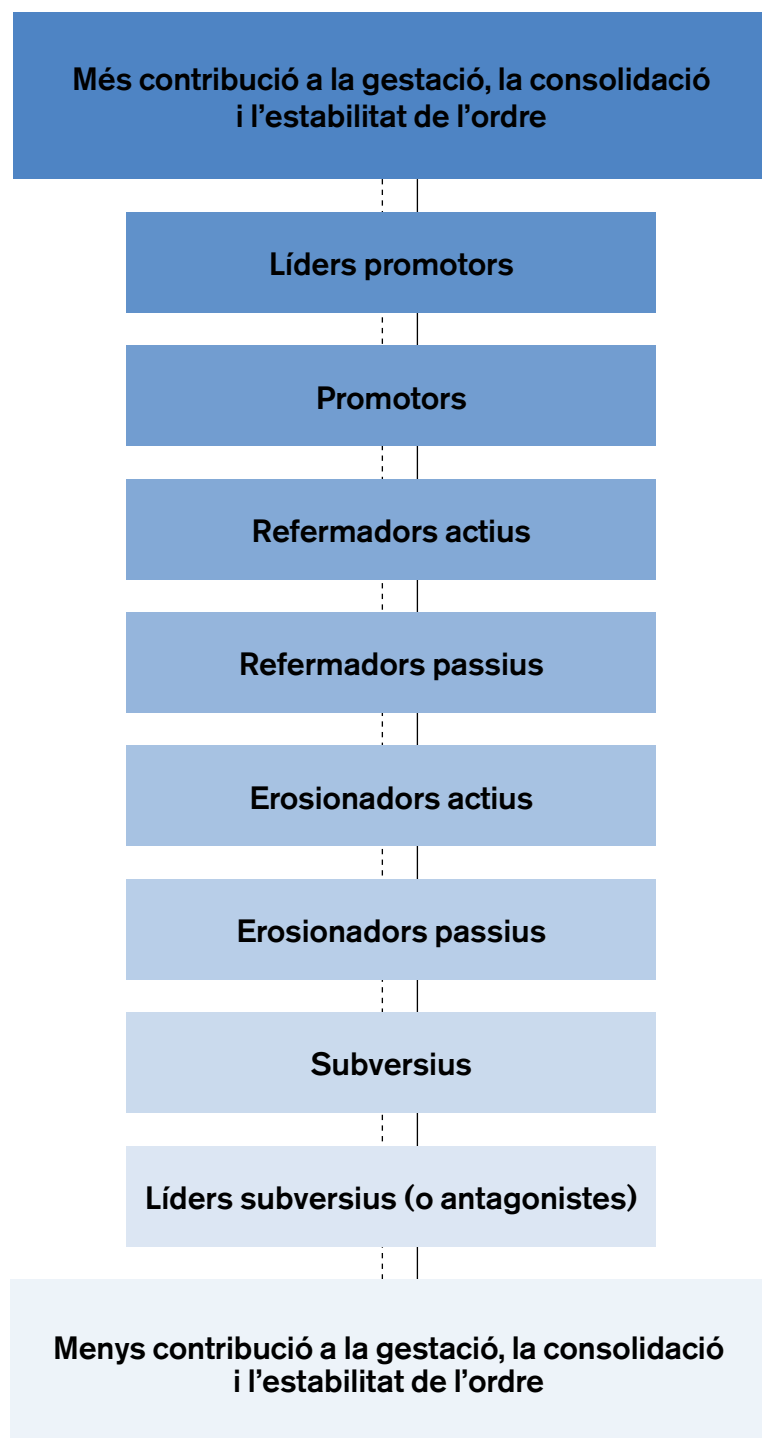 Més contribució a la gestació, la consolidació
i l’estabilitat de l’ordre
Líders promotors
Promotors
Refermadors actius
Refermadors passius
Erosionadors actius
Erosionadors passius
Subversius
Líders subversius (o antagonistes)
Menys contribució a la gestació, la consolidació
i l’estabilitat de l’ordre